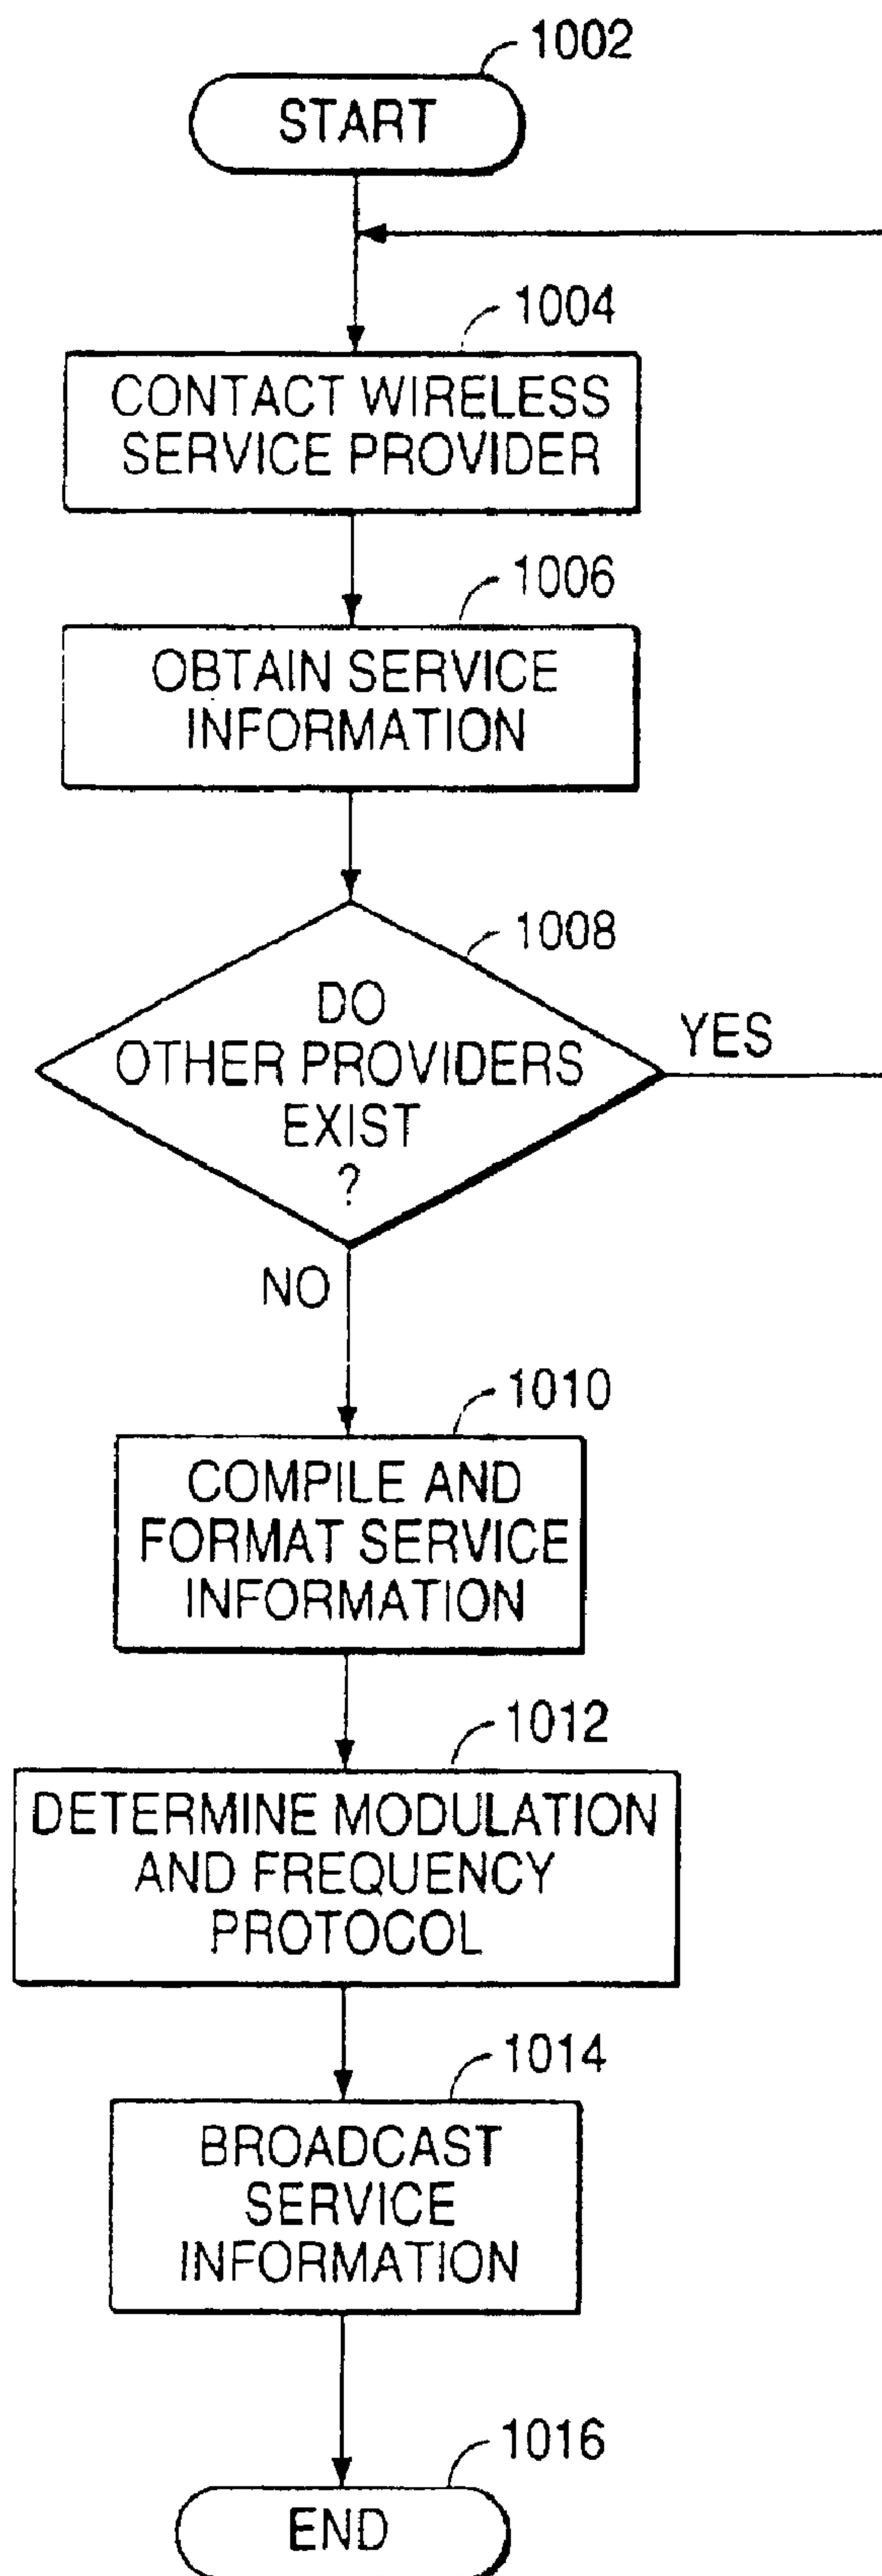 1002
START
1004
CONTACT WIRELESS
SERVICE PROVIDER
1006
OBTAIN SERVICE
INFORMATION
1008
DO
OTHER PROVIDERS
EXIST
?
YES
NO
1010
COMPILE AND
FORMAT SERVICE
INFORMATION
1012
DETERMINE MODULATION
AND FREQUENCY
PROTOCOL
1014
BROADCAST
SERVICE
INFORMATION
1016
END